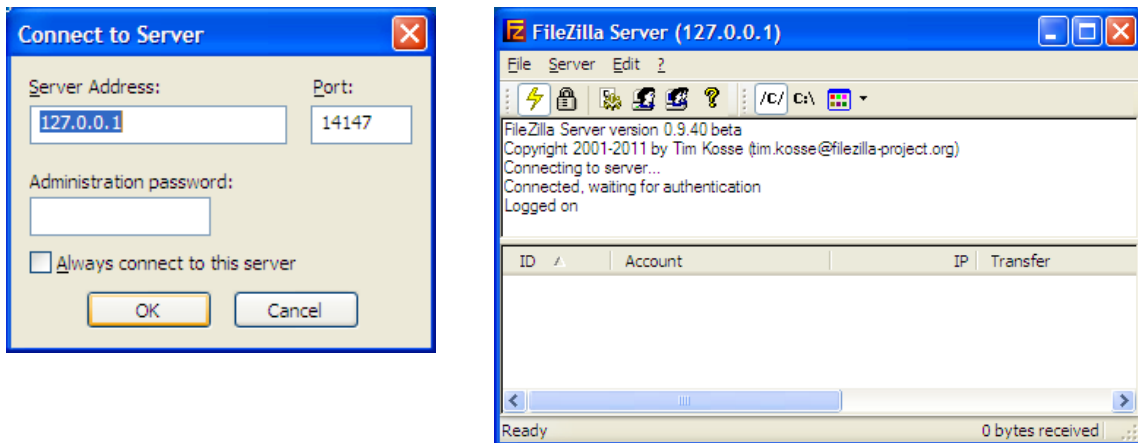 Connect to Server
Server Address:
Port:
127.0.0.1
14147
Administration password:
Always connect to this server
OK
Cancel
FileZilla Server (127.0.0.1)
File Server Edit ?
/C/ C:\
FileZilla Server version 0.9.40 beta
Copyright 2001-2011 by Tim Kosse (tim.kosse@filezilla-project.org)
Connecting to server...
Connected, waiting for authentication
Logged on
ID Account IP Transfer
Ready
0 bytes received